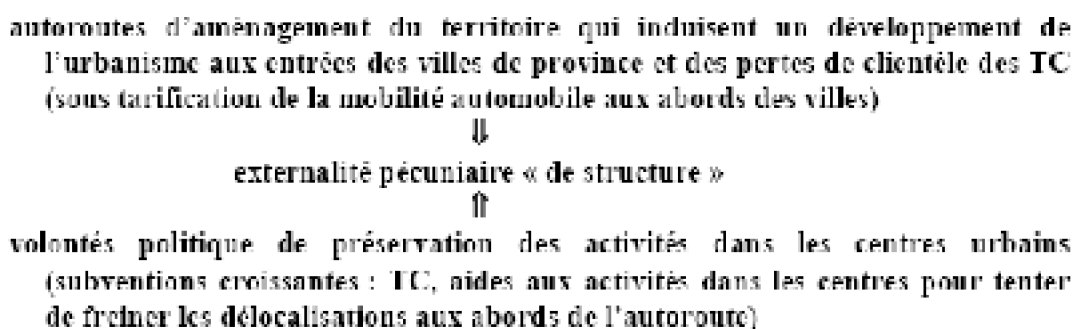 autoroutes d'aménagement du territoire qui induisent un développement de
l'urbanisme aux entrées des villes de province et des pertes de clientèle des TC
(sous tarification de la mobilité automobile aux abords des villes)
⇓
externalité pécuniaire « de structure »
⇑
volontés politique de préservation des activités dans les centres urbains
(subventions croissantes : TC, aides aux activités dans les centres pour tenter
de freiner les délocalisations aux abords de l'autoroute)